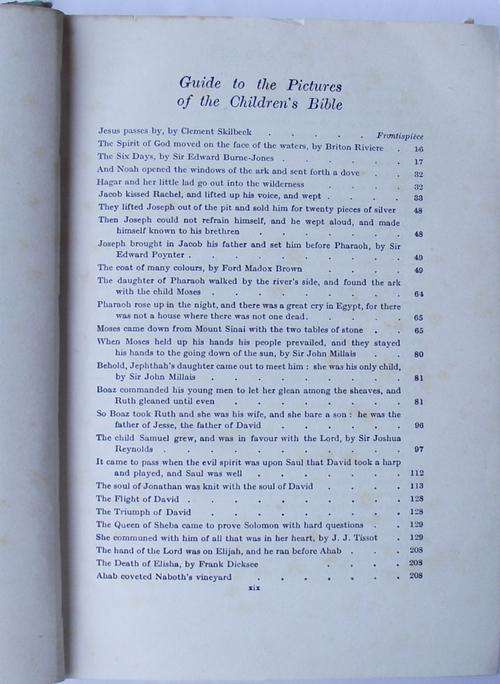 Guide to the Pictures
of the Children's Bible
Jesus passes by, by Clement Skilbeck . . . . . Frontispiece
The Spirit of God moved on the face of the waters, by Briton Riviere . 16
The Six Days, by Sir Edward Burne-Jones . . . . . 17
And Noah opened the windows of the ark and sent forth a dove . . 32
Hagar and her little lad go out into the wilderness . . . . 32
Jacob kissed Rachel, and lifted up his voice, and wept . . . . 33
They lifted Joseph out of the pit and sold him for twenty pieces of silver 48
Then Joseph could not refrain himself, and he wept aloud, and made
himself known to his brethren . . . . . . 48
Joseph brought in Jacob his father and set him before Pharaoh, by Sir
Edward Poynter . . . . . . . . 49
The coat of many colours, by Ford Madox Brown . . . . 49
The daughter of Pharaoh walked by the river's side, and found the ark
with the child Moses . . . . . . . 64
Pharaoh rose up in the night, and there was a great cry in Egypt, for there
was not a house where there was not one dead . . . . 65
Moses came down from Mount Sinai with the two tables of stone . . 65
When Moses held up his hands his people prevailed, and they stayed
his hands to the going down of the sun, by Sir John Millais . . 80
Behold, Jephthah's daughter came out to meet him : she was his only child,
by Sir John Millais . . . . . . . 81
Boaz commanded his young men to let her glean among the sheaves, and
Ruth gleaned until even . . . . . . . 81
So Boaz took Ruth and she was his wife, and she bare a son : he was the
father of Jesse, the father of David . . . . . 96
The child Samuel grew, and was in favour with the Lord, by Sir Joshua
Reynolds . . . . . . . . . 97
It came to pass when the evil spirit was upon Saul that David took a harp
and played, and Saul was well . . . . . . 112
The soul of Jonathan was knit with the soul of David . . . . 113
The Flight of David . . . . . . . . 128
The Triumph of David . . . . . . . . 128
The Queen of Sheba came to prove Solomon with hard questions . . 129
She communed with him of all that was in her heart, by J. J. Tissot . 129
The hand of the Lord was on Elijah, and he ran before Ahab . . 208
The Death of Elisha, by Frank Dicksee . . . . 208
Ahab coveted Naboth's vineyard . . . . . . 208
xix